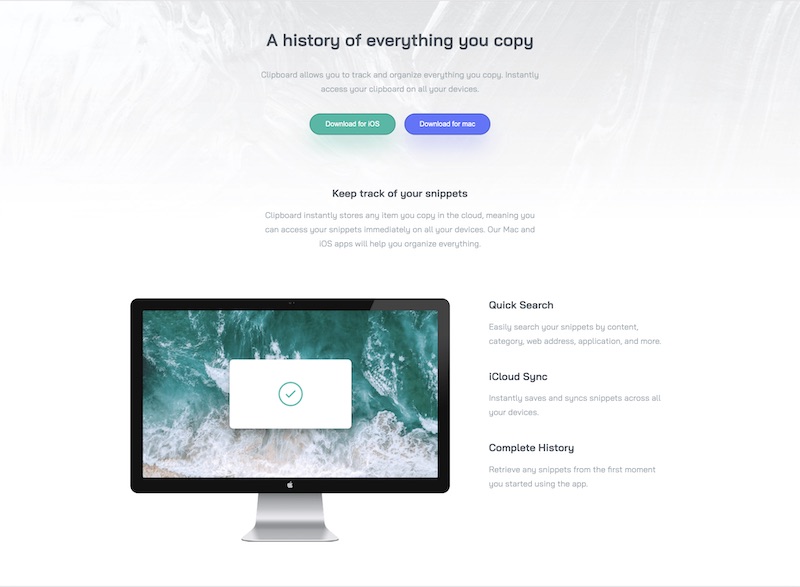 A history of everything you copy
Clipboard allows you to track and organize everything you copy. Instantly
access your clipboard on all your devices.
Download for iOS
Download for mac
Keep track of your snippets
Clipboard instantly stores any item you copy in the cloud, meaning you
can access your snippets immediately on all your devices. Our Mac and
iOS apps will help you organize everything.
Quick Search
Easily search your snippets by content,
category, web address, application, and more.
iCloud Sync
Instantly saves and syncs snippets across all
your devices.
Complete History
Retrieve any snippets from the first moment
you started using the app.